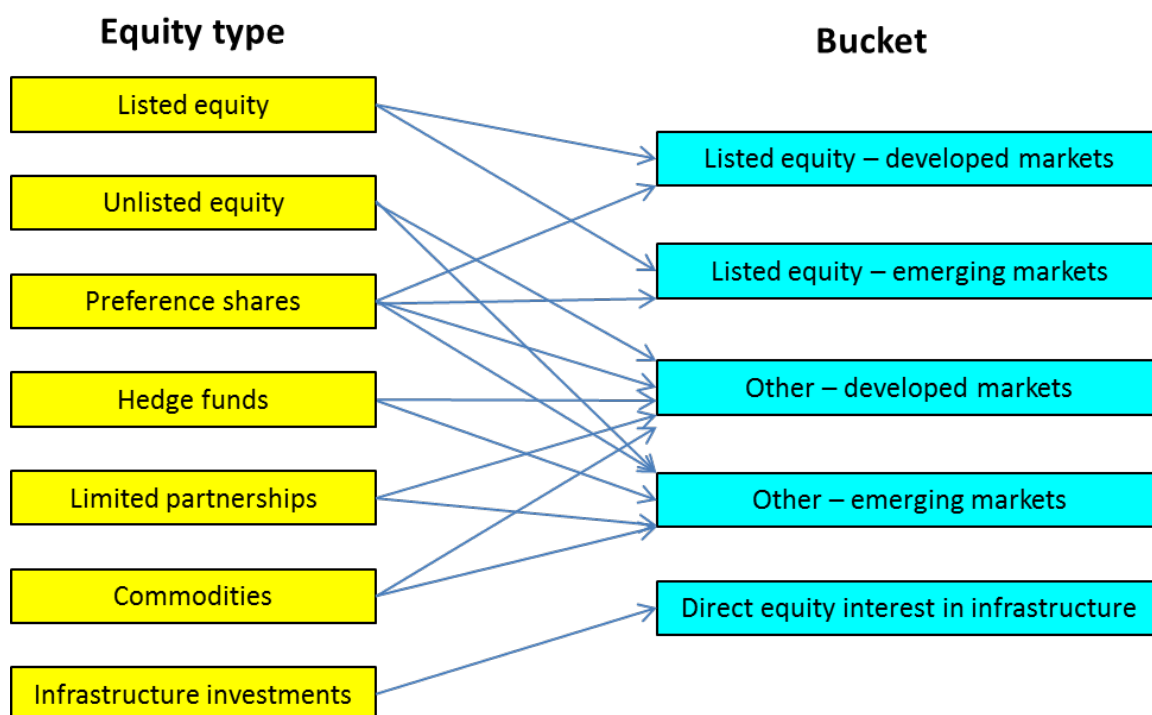 Equity type
Bucket
Listed equity
Listed equity – developed markets
Unlisted equity
Listed equity – emerging markets
Preference shares
Other – developed markets
Hedge funds
Limited partnerships
Other – emerging markets
Commodities
Direct equity interest in infrastructure
Infrastructure investments